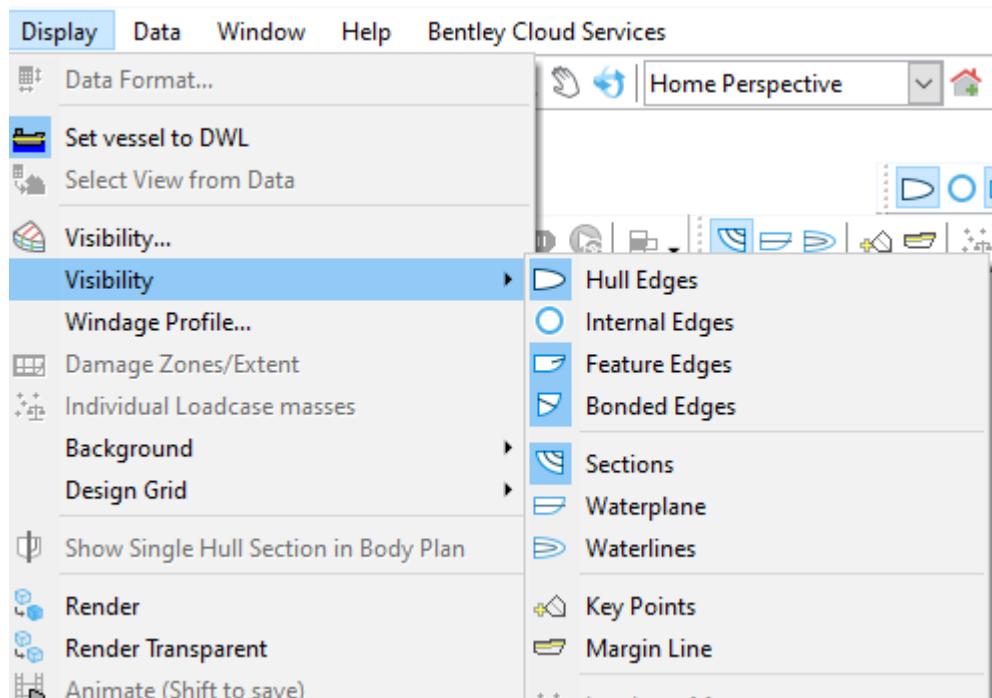 Display Data Window Help Bentley Cloud Services
Data Format...
Home Perspective
Set vessel to DWL
Select View from Data
Visibility...
Visibility
Windage Profile...
Damage Zones/Extent
Individual Loadcase masses
Background
Design Grid
Show Single Hull Section in Body Plan
Render
Render Transparent
Animate (Shift to save)
Hull Edges
Internal Edges
Feature Edges
Bonded Edges
Sections
Waterplane
Waterlines
Key Points
Margin Line